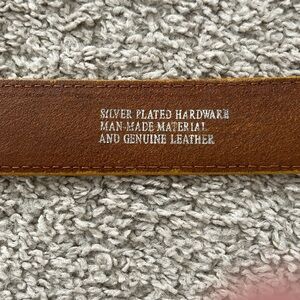 SILVER PLATED HARDWARE
MAN-MADE MATERIAL
AND GENUINE LEATHER